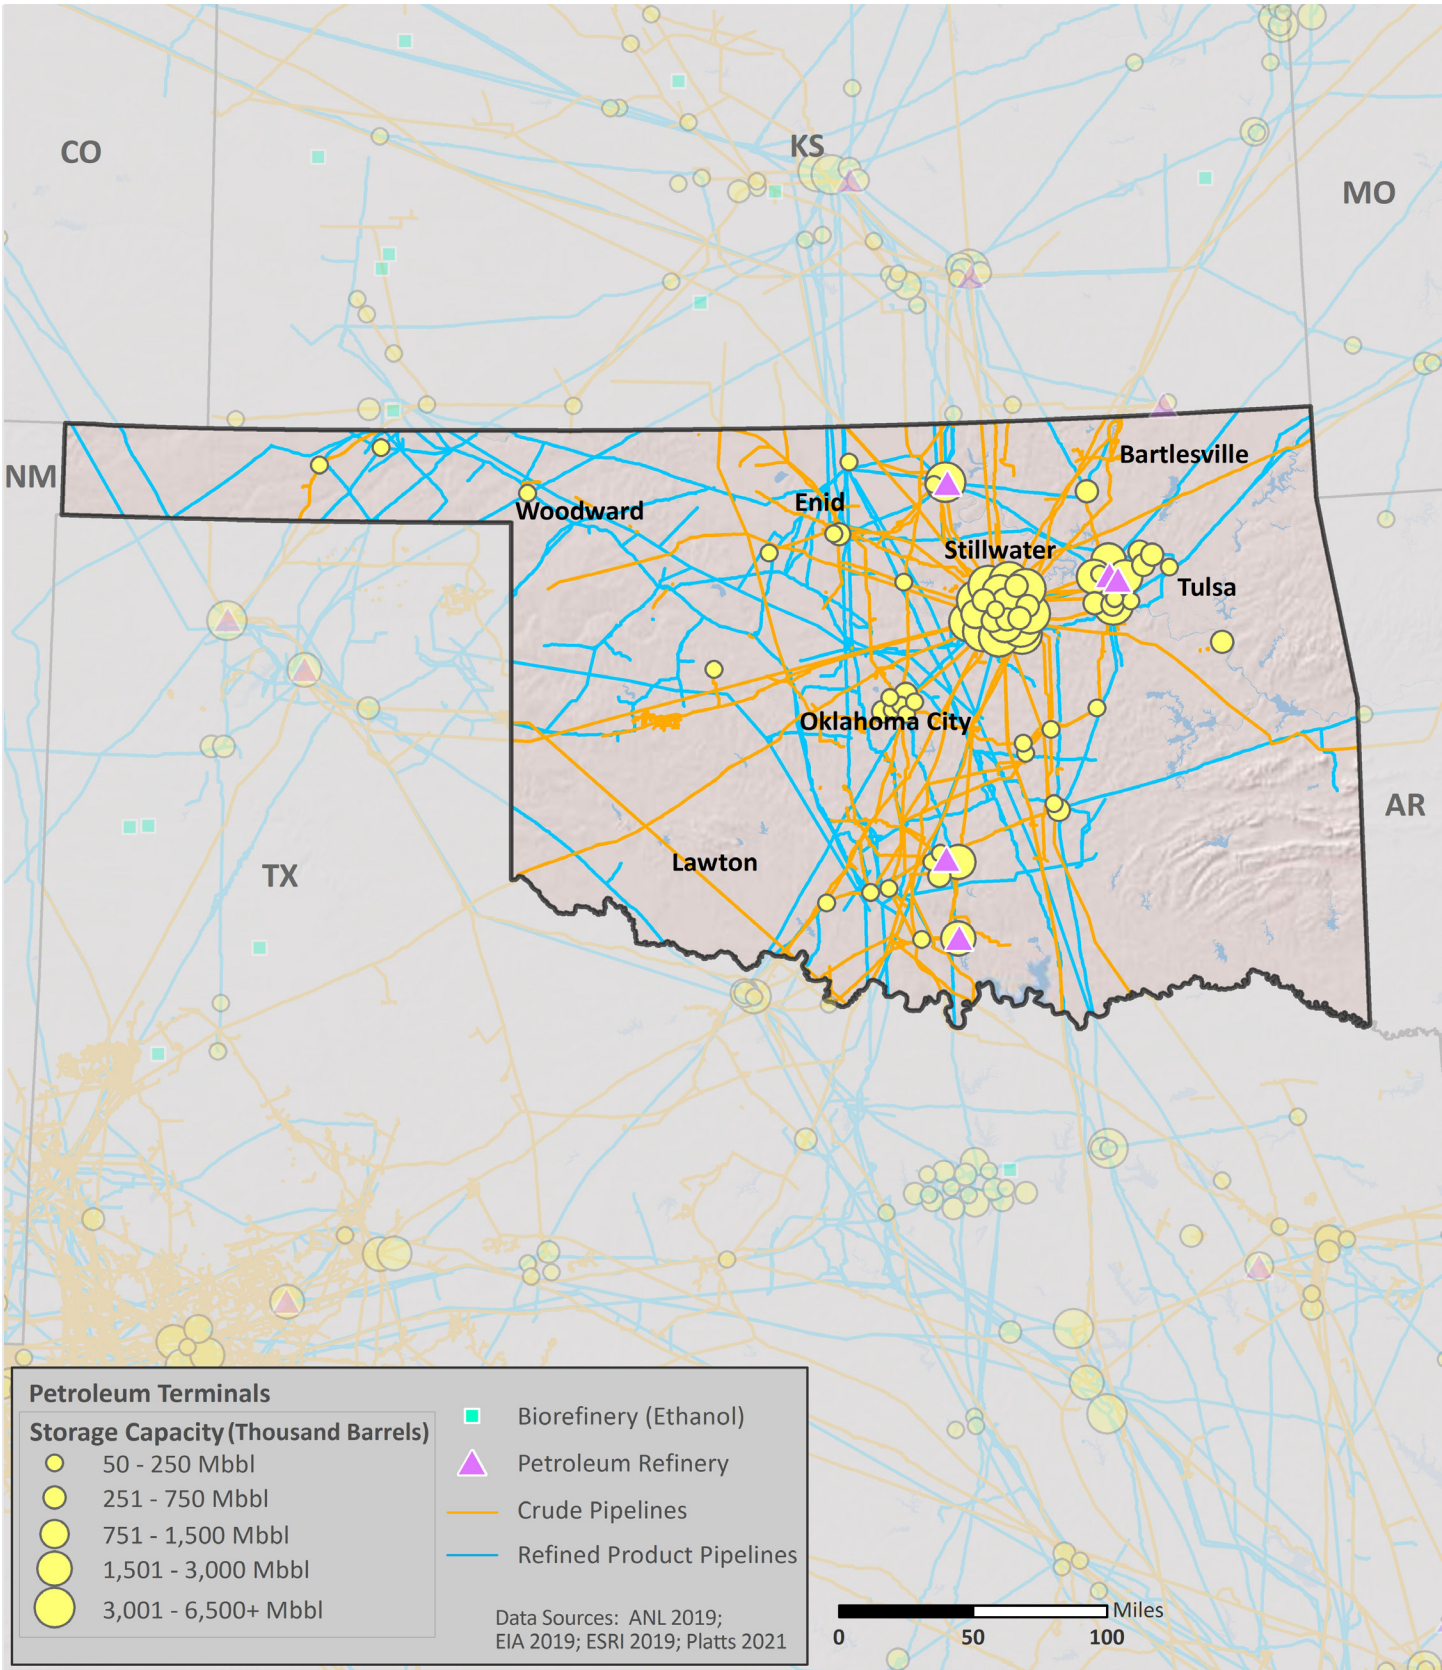 CO
KS
MO
NM
Bartlesville
Woodward
Enid
Stillwater
Tulsa
Oklahoma City
AR
Lawton
TX
Petroleum Terminals
Storage Capacity (Thousand Barrels)
50 - 250 Mbbl
251 - 750 Mbbl
751 - 1,500 Mbbl
1,501 - 3,000 Mbbl
3,001 - 6,500+ Mbbl
Biorefinery (Ethanol)
Petroleum Refinery
Crude Pipelines
Refined Product Pipelines
Data Sources: ANL 2019;
EIA 2019; ESRI 2019; Platts 2021
Miles
0 50 100